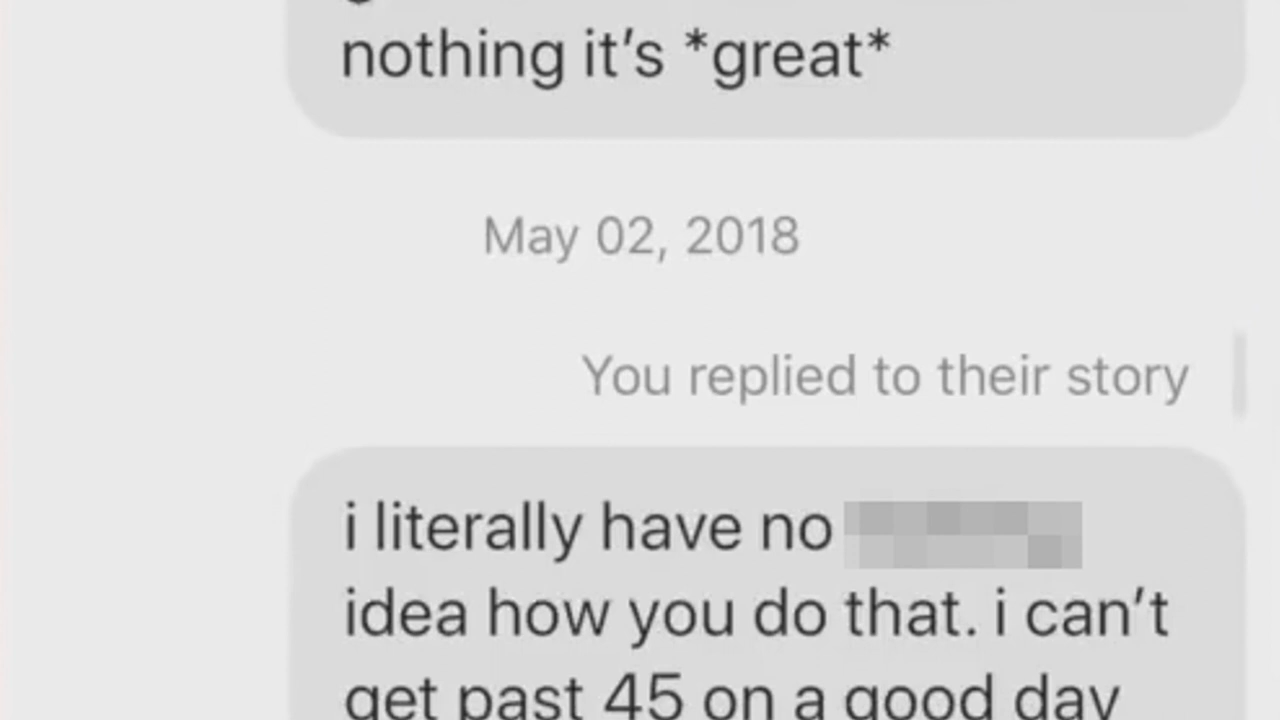 nothing it's *great*
May 02, 2018
You replied to their story
i literally have no
idea how you do that. i can't
get past 45 on a good day